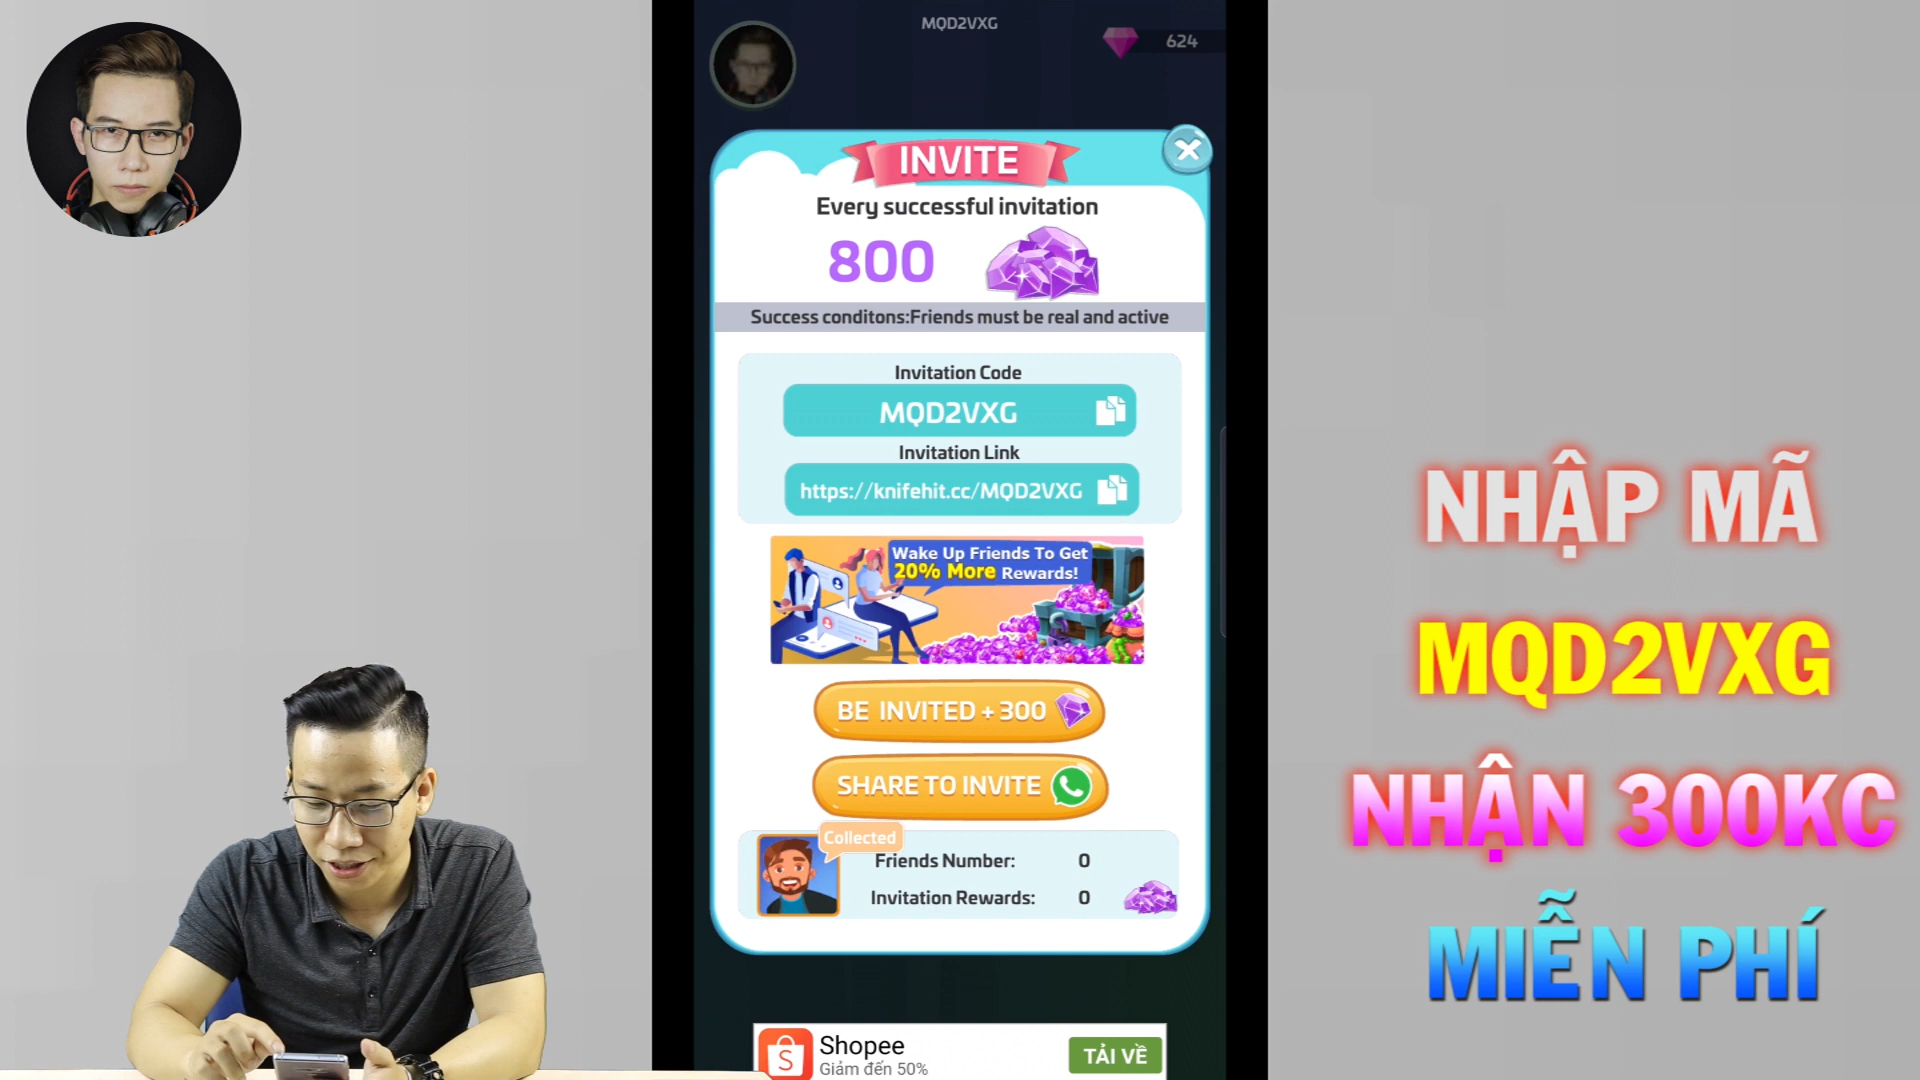 MQD2VXG
624
INVITE
Every successful invitation
800
Success conditons:Friends must be real and active
Invitation Code
MQD2VXG
Invitation Link
https://knifehit.cc/MQD2VXG
Wake Up Friends To Get
20% More Rewards!
BE INVITED + 300
SHARE TO INVITE
Collected
Friends Number: 0
Invitation Rewards: 0
Shopee
Giảm đến 50%
TẢI VỀ
NHẬP MÃ
MQD2VXG
NHẬN 300KC
MIỄN PHÍ